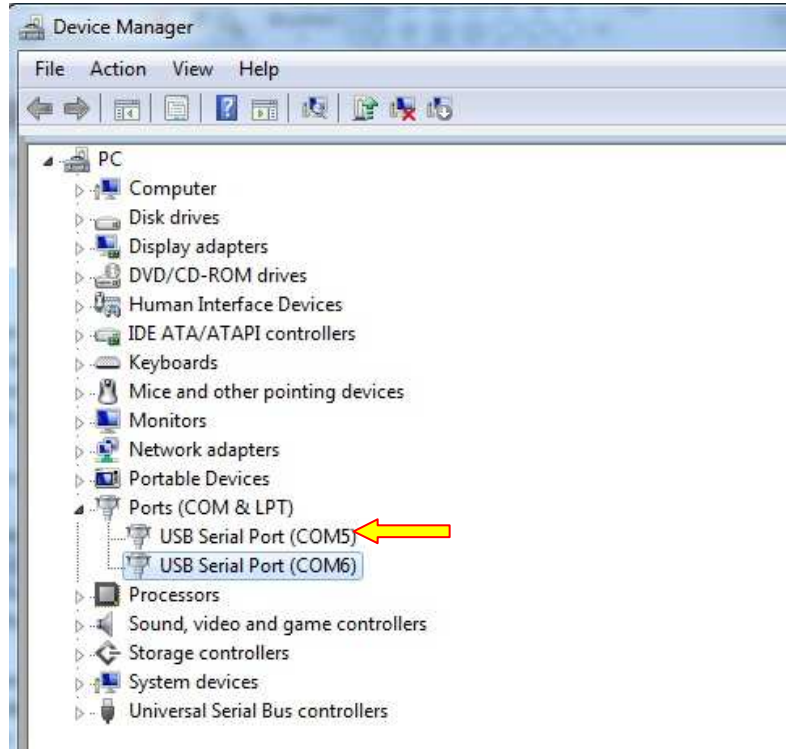 Device Manager
File Action View Help
PC
Computer
Disk drives
Display adapters
DVD/CD-ROM drives
Human Interface Devices
IDE ATA/ATAPI controllers
Keyboards
Mice and other pointing devices
Monitors
Network adapters
Portable Devices
Ports (COM & LPT)
USB Serial Port (COM5)
USB Serial Port (COM6)
Processors
Sound, video and game controllers
Storage controllers
System devices
Universal Serial Bus controllers